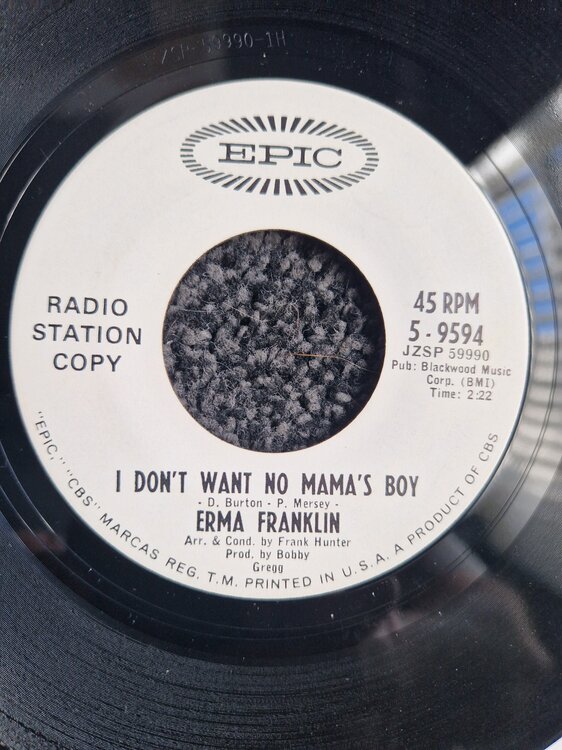 ZSP 59990-1H
EPIC
RADIO
STATION
COPY
45 RPM
5-9594
JZSP 59990
Pub: Blackwood Music
Corp. (BMI)
Time: 2:22
I DON'T WANT NO MAMA'S BOY
- D. Burton - P. Mersey -
ERMA FRANKLIN
Arr. & Cond. by Frank Hunter
Prod. by Bobby
Gregg
"EPIC," "CBS" MARCAS REG. T.M. PRINTED IN U.S.A. A PRODUCT OF CBS